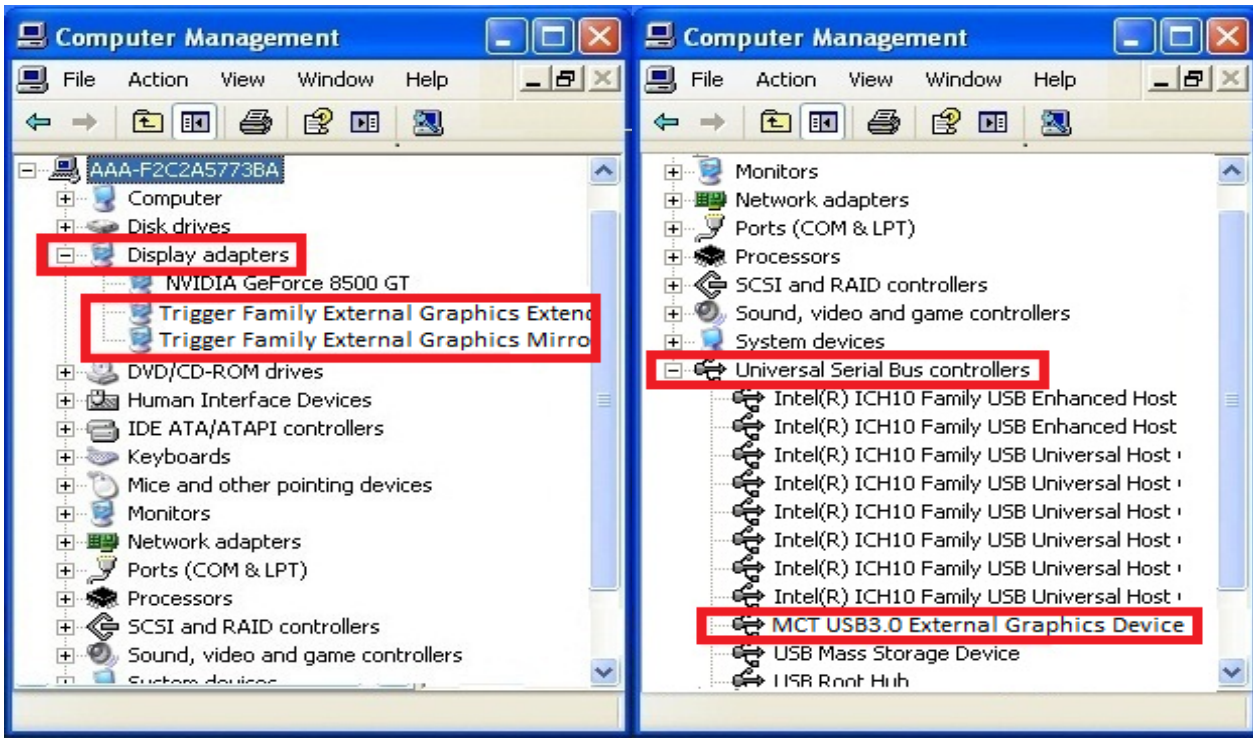 Computer Management
File Action View Window Help
AAA-F2C2A5773BA
Computer
Disk drives
Display adapters
NVIDIA GeForce 8500 GT
Trigger Family External Graphics Extend
Trigger Family External Graphics Mirro
DVD/CD-ROM drives
Human Interface Devices
IDE ATA/ATAPI controllers
Keyboards
Mice and other pointing devices
Monitors
Network adapters
Ports (COM & LPT)
Processors
SCSI and RAID controllers
Sound, video and game controllers
System devices
Computer Management
File Action View Window Help
Monitors
Network adapters
Ports (COM & LPT)
Processors
SCSI and RAID controllers
Sound, video and game controllers
System devices
Universal Serial Bus controllers
Intel(R) ICH10 Family USB Enhanced Host
Intel(R) ICH10 Family USB Enhanced Host
Intel(R) ICH10 Family USB Universal Host
Intel(R) ICH10 Family USB Universal Host
Intel(R) ICH10 Family USB Universal Host
Intel(R) ICH10 Family USB Universal Host
Intel(R) ICH10 Family USB Universal Host
Intel(R) ICH10 Family USB Universal Host
MCT USB3.0 External Graphics Device
USB Mass Storage Device
USB Root Hub